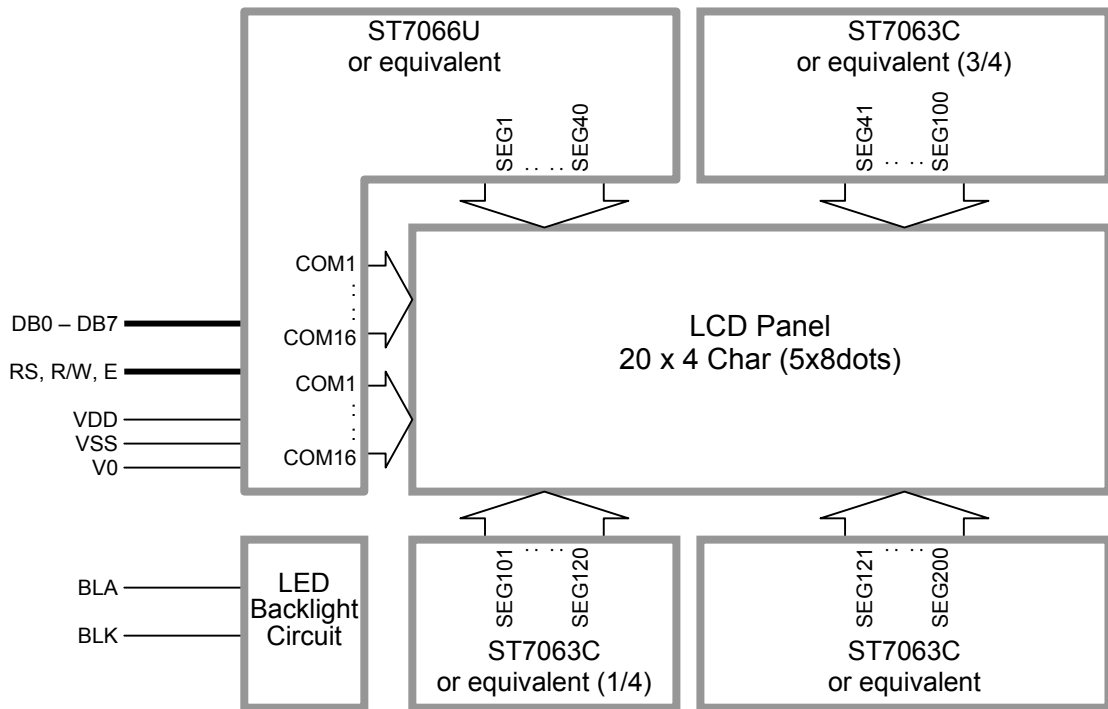 ST7066U
or equivalent
SEG1
.. ..
SEG40
ST7063C
or equivalent (3/4)
SEG41
.. ..
SEG100
COM1
....
COM16
COM1
....
COM16
DB0 – DB7
RS, R/W, E
VDD
VSS
V0
LCD Panel
20 x 4 Char (5x8dots)
BLA
BLK
LED
Backlight
Circuit
SEG101
.. ..
SEG120
ST7063C
or equivalent (1/4)
SEG121
.. ..
SEG200
ST7063C
or equivalent